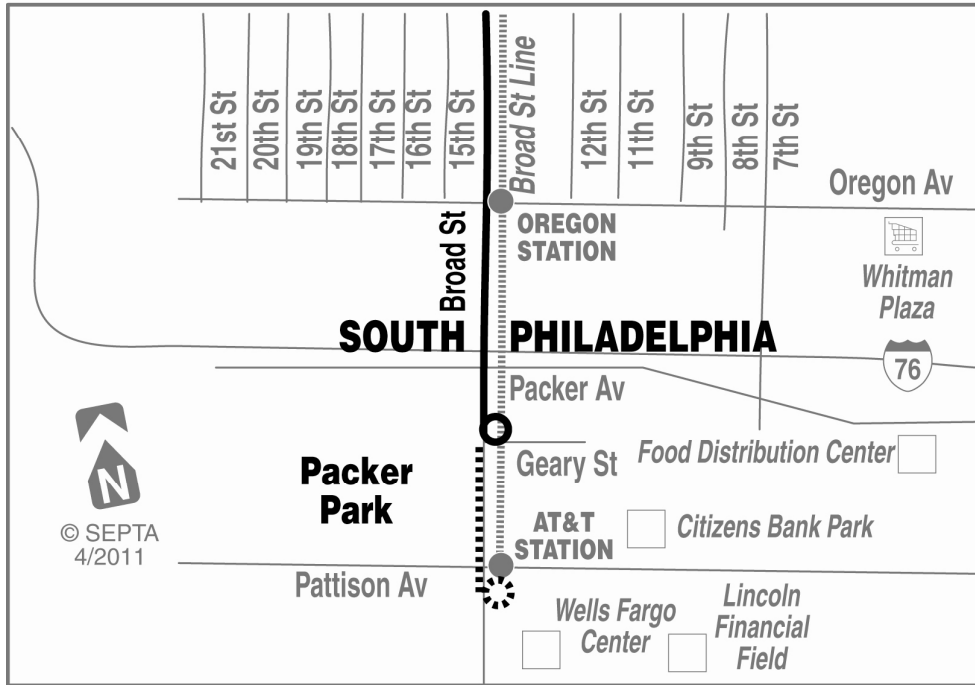 21st St
20th St
19th St
18th St
17th St
16th St
15th St
Broad St Line
12th St
11th St
9th St
8th St
7th St
Oregon Av
OREGON
STATION
Broad St
Whitman
Plaza
SOUTH PHILADELPHIA
76
Packer Av
N
© SEPTA
4/2011
Packer
Park
Geary St
Food Distribution Center
AT&T
STATION
Citizens Bank Park
Pattison Av
Wells Fargo
Center
Lincoln
Financial
Field